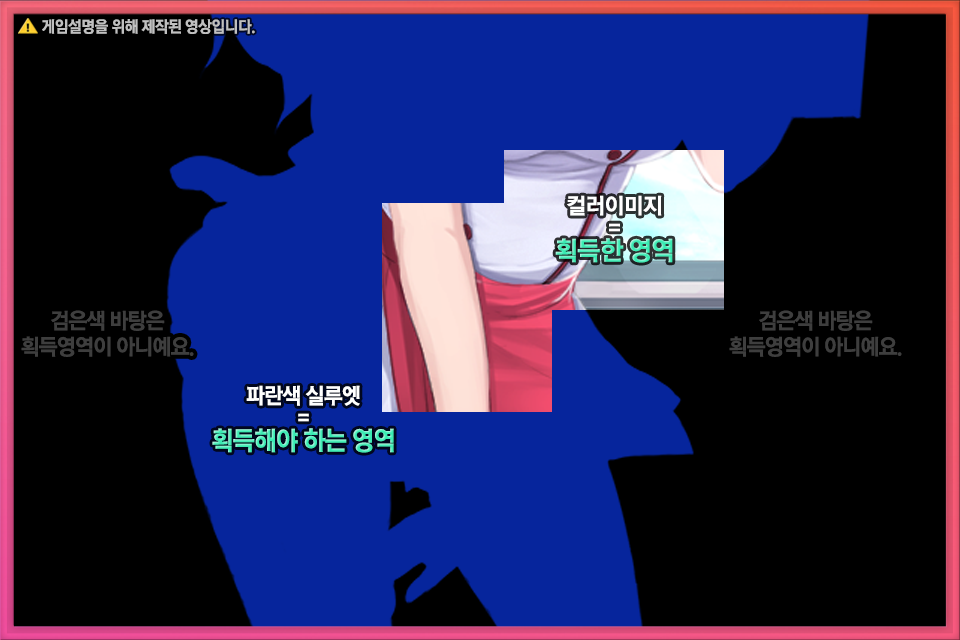 ⚠ 게임설명을 위해 제작된 영상입니다.
컬러이미지
=
획득한 영역
검은색 바탕은
획득영역이 아니예요.
검은색 바탕은
획득영역이 아니예요.
파란색 실루엣
=
획득해야 하는 영역